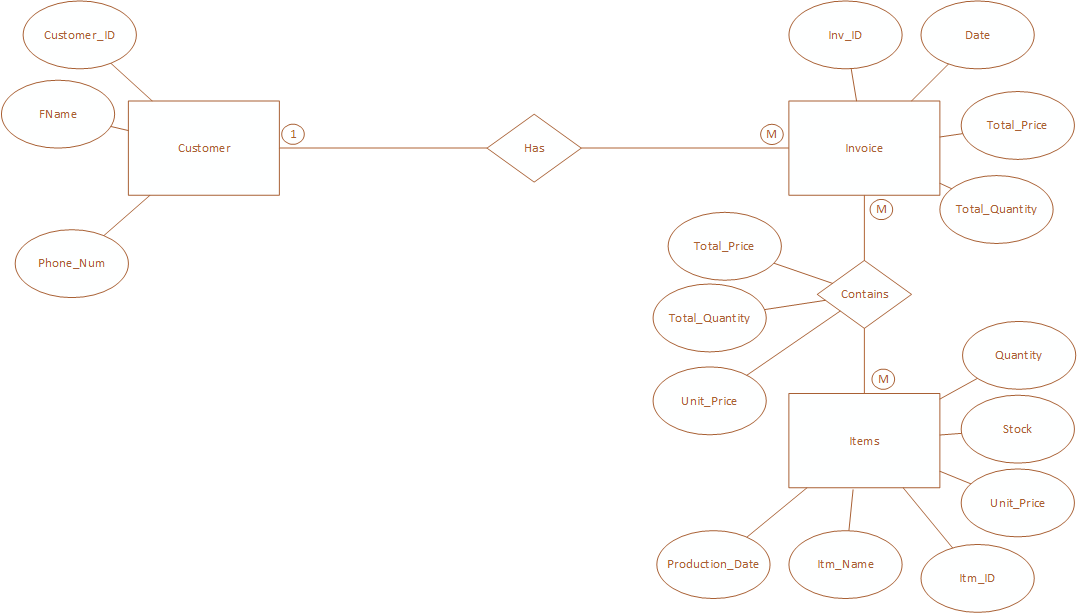 Customer_ID
Inv_ID
Date
FName
Total_Price
Customer
1
Has
M
Invoice
Total_Quantity
M
Total_Price
Phone_Num
Contains
Total_Quantity
Quantity
M
Unit_Price
Stock
Items
Unit_Price
Production_Date
Itm_Name
Itm_ID